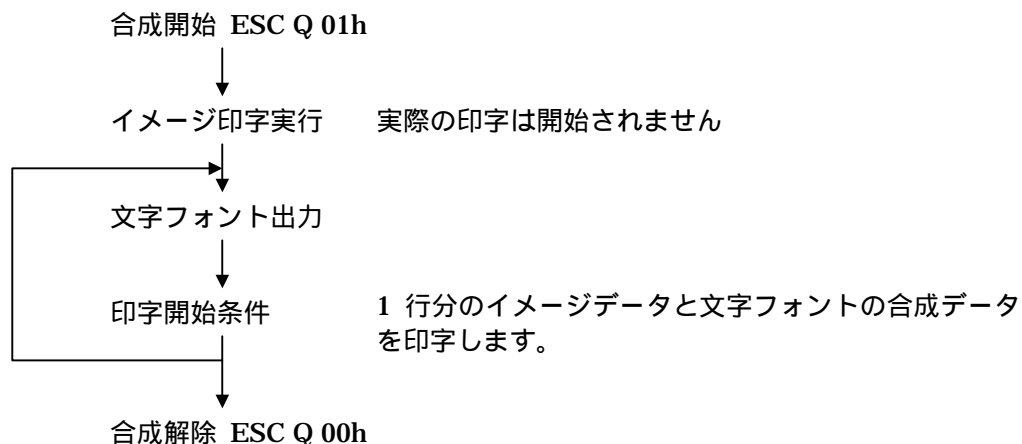 合成開始 ESC Q 01h
イメージ印字実行 実際の印字は開始されません
文字フォント出力
印字開始条件 1 行分のイメージデータと文字フォントの合成データ
を印字します。
合成解除 ESC Q 00h